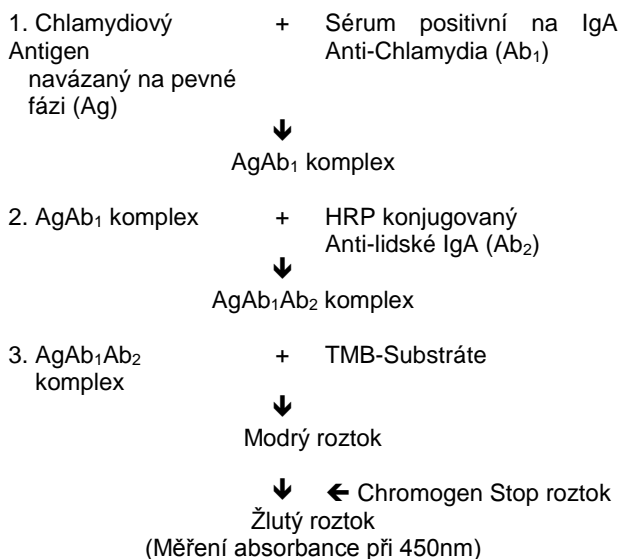 1. Chlamydiový + Sérum positivní na IgA
Antigen Anti-Chlamydia (Ab₁)
navázaný na pevné
fázi (Ag)
🡻
AgAb₁ komplex
2. AgAb₁ komplex + HRP konjugovaný
Anti-lidské IgA (Ab₂)
🡻
AgAb₁Ab₂ komplex
3. AgAb₁Ab₂ + TMB-Substráte
komplex
🡻
Modrý roztok
🡻 🡸 Chromogen Stop roztok
Žlutý roztok
(Měření absorbance při 450nm)